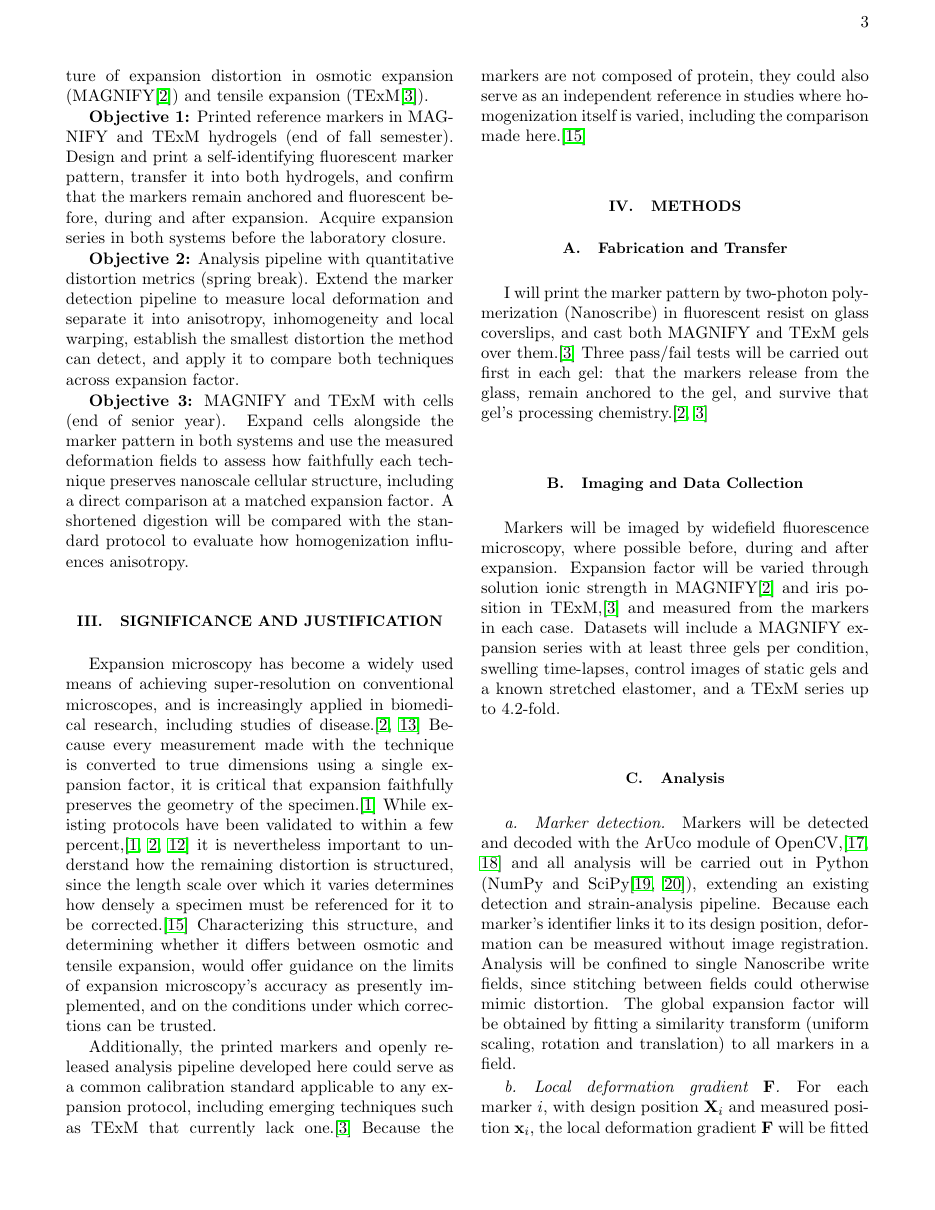 3
ture of expansion distortion in osmotic expansion
(MAGNIFY[2]) and tensile expansion (TExM[3]).
Objective 1: Printed reference markers in MAG-
NIFY and TExM hydrogels (end of fall semester).
Design and print a self-identifying fluorescent marker
pattern, transfer it into both hydrogels, and confirm
that the markers remain anchored and fluorescent be-
fore, during and after expansion. Acquire expansion
series in both systems before the laboratory closure.
Objective 2: Analysis pipeline with quantitative
distortion metrics (spring break). Extend the marker
detection pipeline to measure local deformation and
separate it into anisotropy, inhomogeneity and local
warping, establish the smallest distortion the method
can detect, and apply it to compare both techniques
across expansion factor.
Objective 3: MAGNIFY and TExM with cells
(end of senior year). Expand cells alongside the
marker pattern in both systems and use the measured
deformation fields to assess how faithfully each tech-
nique preserves nanoscale cellular structure, including
a direct comparison at a matched expansion factor. A
shortened digestion will be compared with the stan-
dard protocol to evaluate how homogenization influ-
ences anisotropy.
III. SIGNIFICANCE AND JUSTIFICATION
Expansion microscopy has become a widely used
means of achieving super-resolution on conventional
microscopes, and is increasingly applied in biomedi-
cal research, including studies of disease.[2, 13] Be-
cause every measurement made with the technique
is converted to true dimensions using a single ex-
pansion factor, it is critical that expansion faithfully
preserves the geometry of the specimen.[1] While ex-
isting protocols have been validated to within a few
percent,[1, 2, 12] it is nevertheless important to un-
derstand how the remaining distortion is structured,
since the length scale over which it varies determines
how densely a specimen must be referenced for it to
be corrected.[15] Characterizing this structure, and
determining whether it differs between osmotic and
tensile expansion, would offer guidance on the limits
of expansion microscopy's accuracy as presently im-
plemented, and on the conditions under which correc-
tions can be trusted.
Additionally, the printed markers and openly re-
leased analysis pipeline developed here could serve as
a common calibration standard applicable to any ex-
pansion protocol, including emerging techniques such
as TExM that currently lack one.[3] Because the
markers are not composed of protein, they could also
serve as an independent reference in studies where ho-
mogenization itself is varied, including the comparison
made here.[15]
IV. METHODS
A. Fabrication and Transfer
I will print the marker pattern by two-photon poly-
merization (Nanoscribe) in fluorescent resist on glass
coverslips, and cast both MAGNIFY and TExM gels
over them.[3] Three pass/fail tests will be carried out
first in each gel: that the markers release from the
glass, remain anchored to the gel, and survive that
gel's processing chemistry.[2, 3]
B. Imaging and Data Collection
Markers will be imaged by widefield fluorescence
microscopy, where possible before, during and after
expansion. Expansion factor will be varied through
solution ionic strength in MAGNIFY[2] and iris po-
sition in TExM,[3] and measured from the markers
in each case. Datasets will include a MAGNIFY ex-
pansion series with at least three gels per condition,
swelling time-lapses, control images of static gels and
a known stretched elastomer, and a TExM series up
to 4.2-fold.
C. Analysis
a. Marker detection. Markers will be detected
and decoded with the ArUco module of OpenCV,[17,
18] and all analysis will be carried out in Python
(NumPy and SciPy[19, 20]), extending an existing
detection and strain-analysis pipeline. Because each
marker's identifier links it to its design position, defor-
mation can be measured without image registration.
Analysis will be confined to single Nanoscribe write
fields, since stitching between fields could otherwise
mimic distortion. The global expansion factor will
be obtained by fitting a similarity transform (uniform
scaling, rotation and translation) to all markers in a
field.
b. Local deformation gradient F. For each
marker i, with design position Xᵢ and measured posi-
tion xᵢ, the local deformation gradient F will be fitted